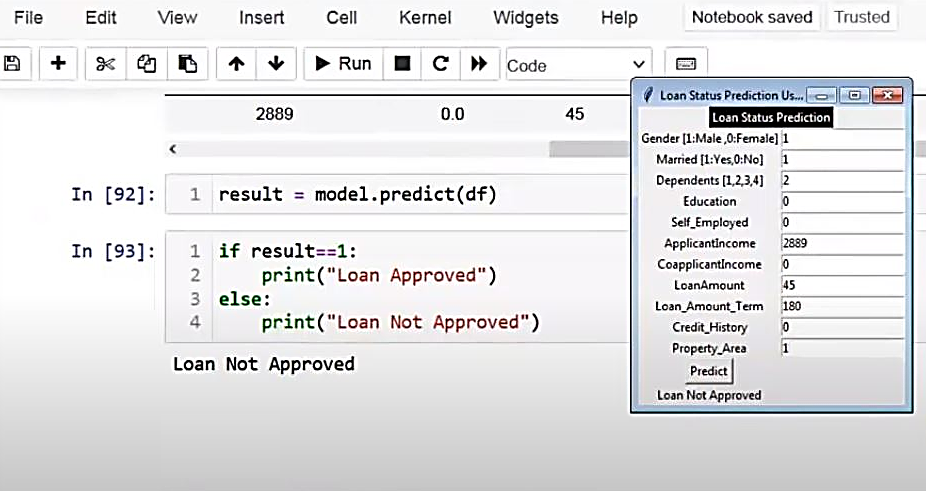 File Edit View Insert Cell Kernel Widgets Help Notebook saved Trusted
Run Code
2889 0.0 45
In [92]: 1 result = model.predict(df)
In [93]: 1 if result==1:
2 print("Loan Approved")
3 else:
4 print("Loan Not Approved")
Loan Not Approved
Loan Status Prediction Us...
Loan Status Prediction
Gender [1:Male ,0:Female] 1
Married [1:Yes,0:No] 1
Dependents [1,2,3,4] 2
Education 0
Self_Employed 0
ApplicantIncome 2889
CoapplicantIncome 0
LoanAmount 45
Loan_Amount_Term 180
Credit_History 0
Property_Area 1
Predict
Loan Not Approved